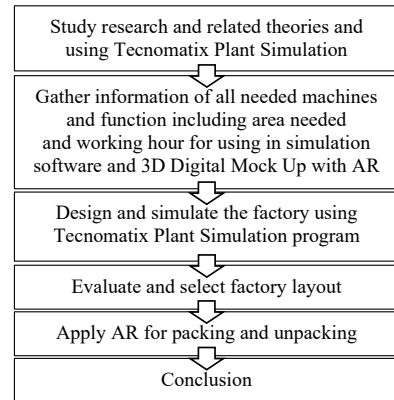 Study research and related theories and
using Tecnomatix Plant Simulation
Gather information of all needed machines
and function including area needed
and working hour for using in simulation
software and 3D Digital Mock Up with AR
Design and simulate the factory using
Tecnomatix Plant Simulation program
Evaluate and select factory layout
Apply AR for packing and unpacking
Conclusion